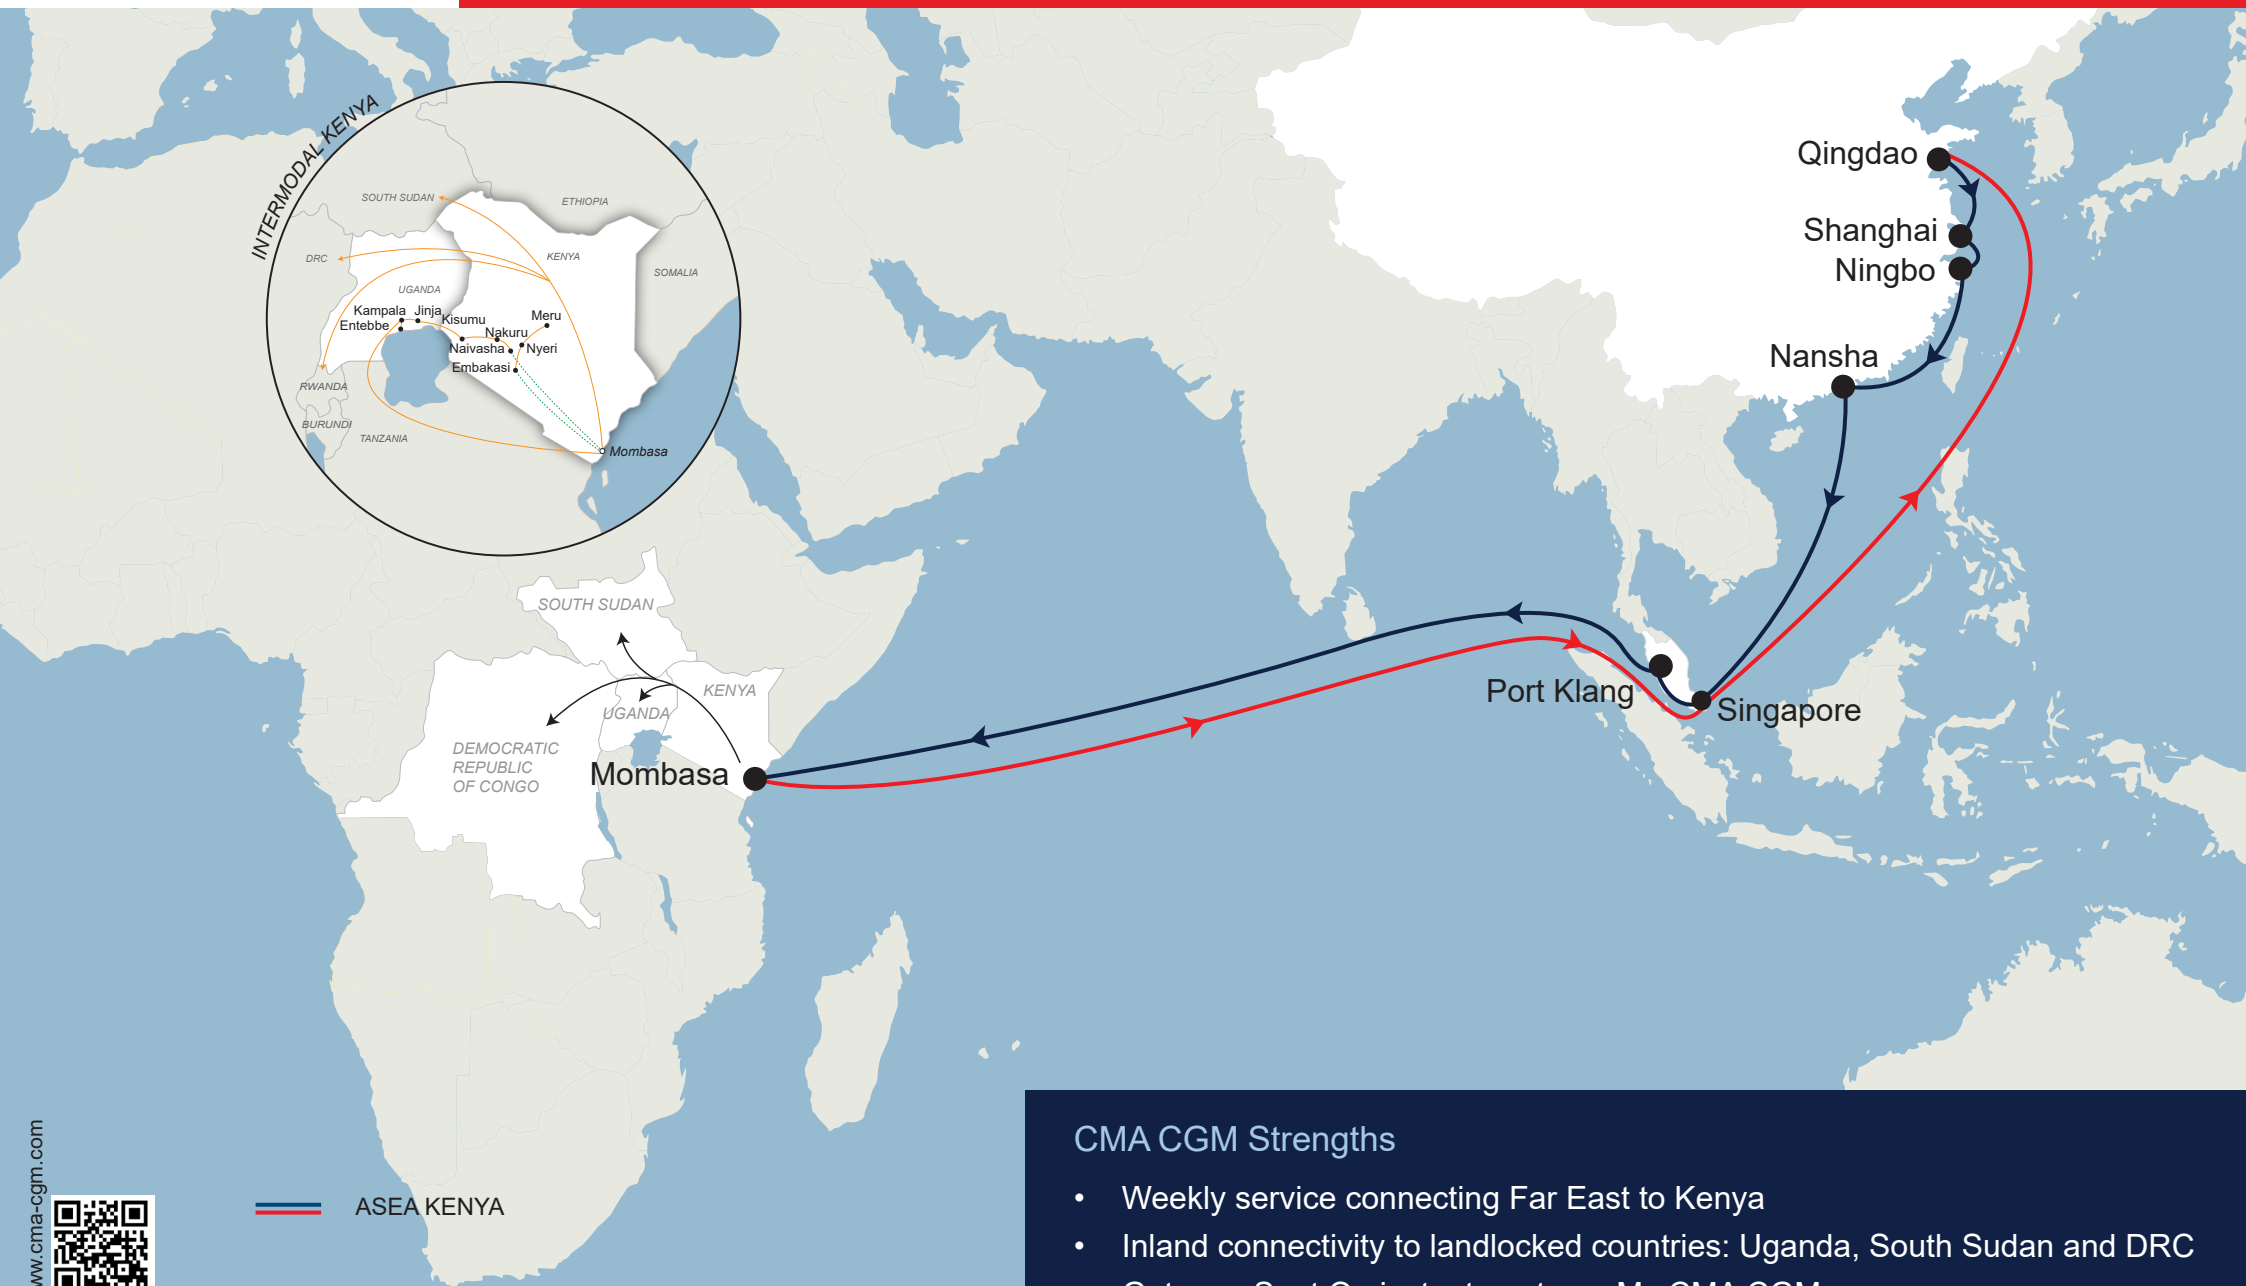 INTERMODAL KENYA
SOUTH SUDAN
ETHIOPIA
DRC
KENYA
SOMALIA
UGANDA
Kampala
Jinja
Entebbe
Kisumu
Meru
Nakuru
Naivasha
Nyeri
Embakasi
RWANDA
BURUNDI
TANZANIA
Mombasa
Qingdao
Shanghai
Ningbo
Nansha
SOUTH SUDAN
KENYA
UGANDA
DEMOCRATIC
REPUBLIC
OF CONGO
Mombasa
Port Klang
Singapore
ww.cma-cgm.com
ASEA KENYA
CMA CGM Strengths
• Weekly service connecting Far East to Kenya
• Inland connectivity to landlocked countries: Uganda, South Sudan and DRC
My CMA CGM